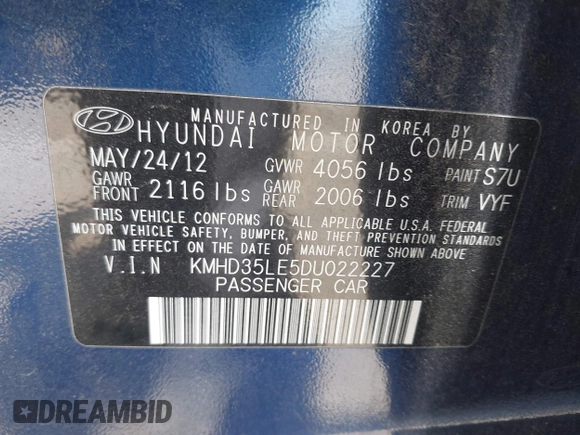 MANUFACTURED IN KOREA BY
HYUNDAI MOTOR COMPANY
MAY/24/12 GVWR 4056 lbs PAINT S7U
GAWR FRONT 2116 lbs GAWR REAR 2006 lbs TRIM VYF
THIS VEHICLE CONFORMS TO ALL APPLICABLE U.S.A. FEDERAL
MOTOR VEHICLE SAFETY, BUMPER, AND THEFT PREVENTION STANDARDS
IN EFFECT ON THE DATE OF MANUFACTURE SHOWN ABOVE.
V.I.N KMHD35LE5DU022227
PASSENGER CAR
DREAMBID